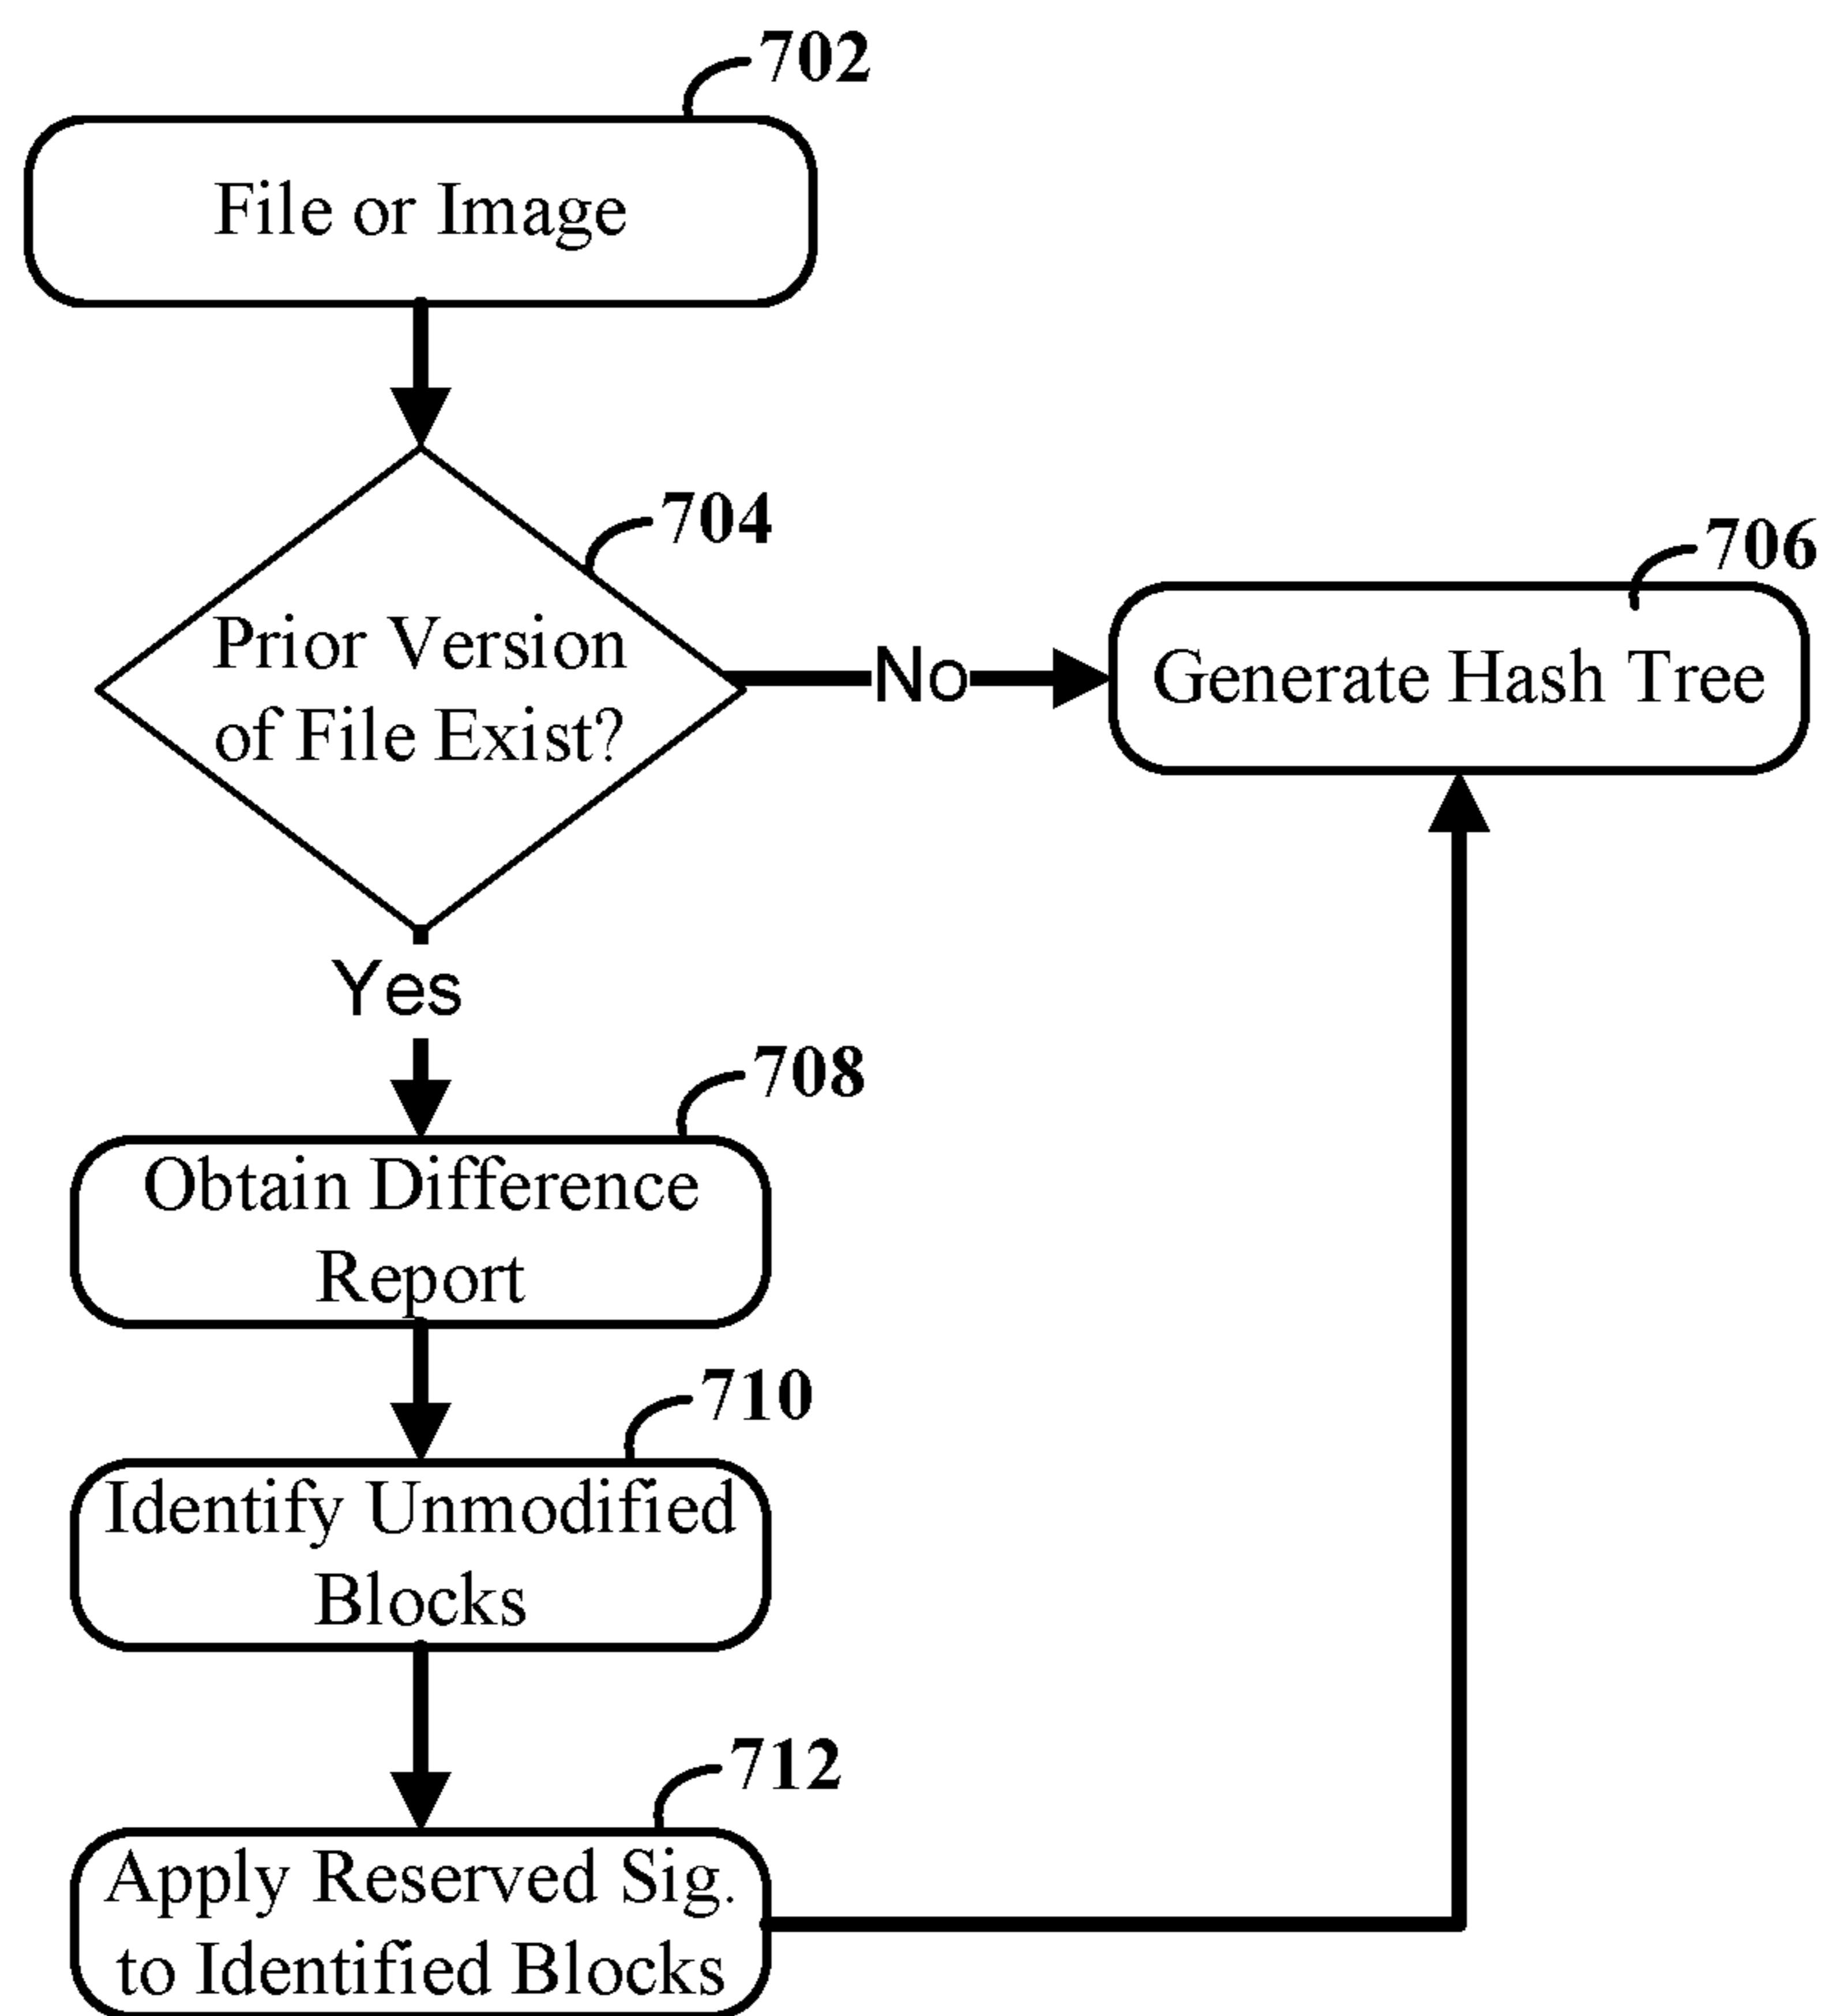 702
File or Image
704
Prior Version
of File Exist?
No
706
Generate Hash Tree
Yes
708
Obtain Difference
Report
710
Identify Unmodified
Blocks
712
Apply Reserved Sig.
to Identified Blocks